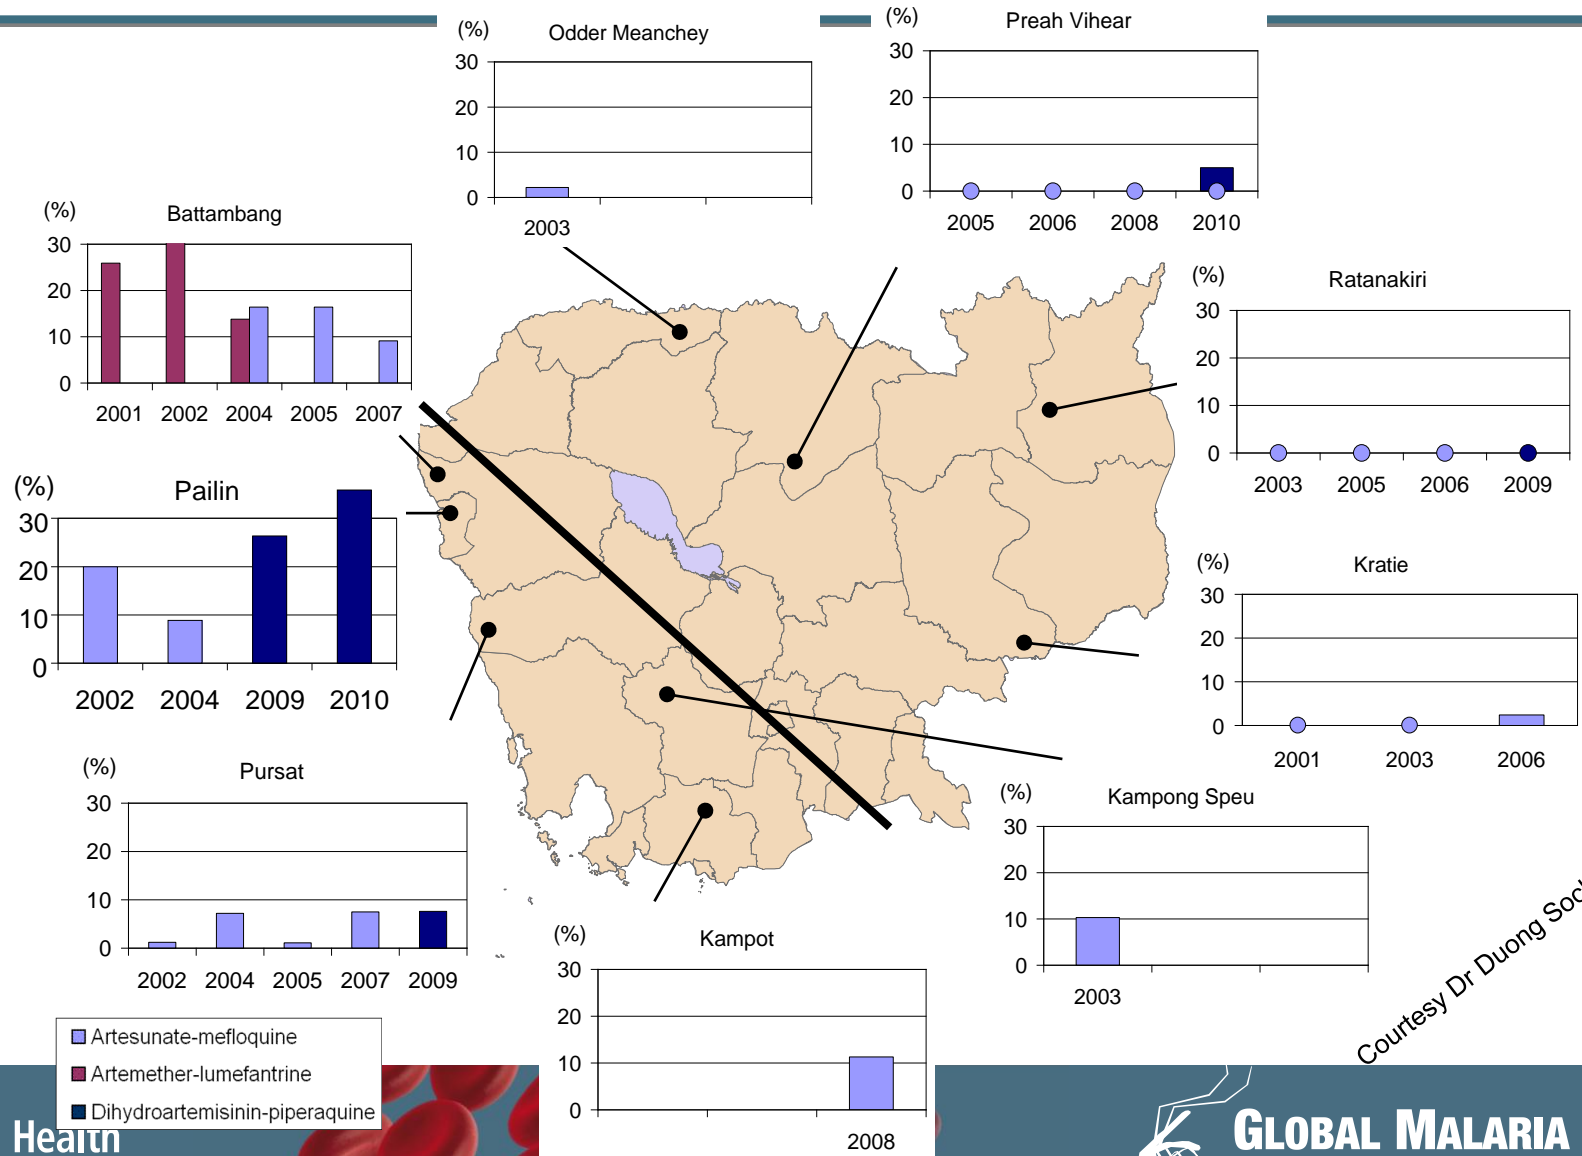 (%)
Odder Meanchey
30
20
10
0
2003
(%)
Preah Vihear
30
20
10
0
2005 2006 2008 2010
(%)
Battambang
30
20
10
0
2001 2002 2004 2005 2007
(%)
Ratanakiri
30
20
10
0
2003 2005 2006 2009
(%)
Pailin
30
20
10
0
2002 2004 2009 2010
(%)
Kratie
30
20
10
0
2001 2003 2006
(%)
Pursat
30
20
10
0
2002 2004 2005 2007 2009
(%)
Kampong Speu
30
20
10
0
2003
(%)
Kampot
30
20
10
0
2008
Artesunate-mefloquine
Artemether-lumefantrine
Dihydroartemisinin-piperaquine
Courtesy Dr Duong
Health
GLOBAL MALARIA